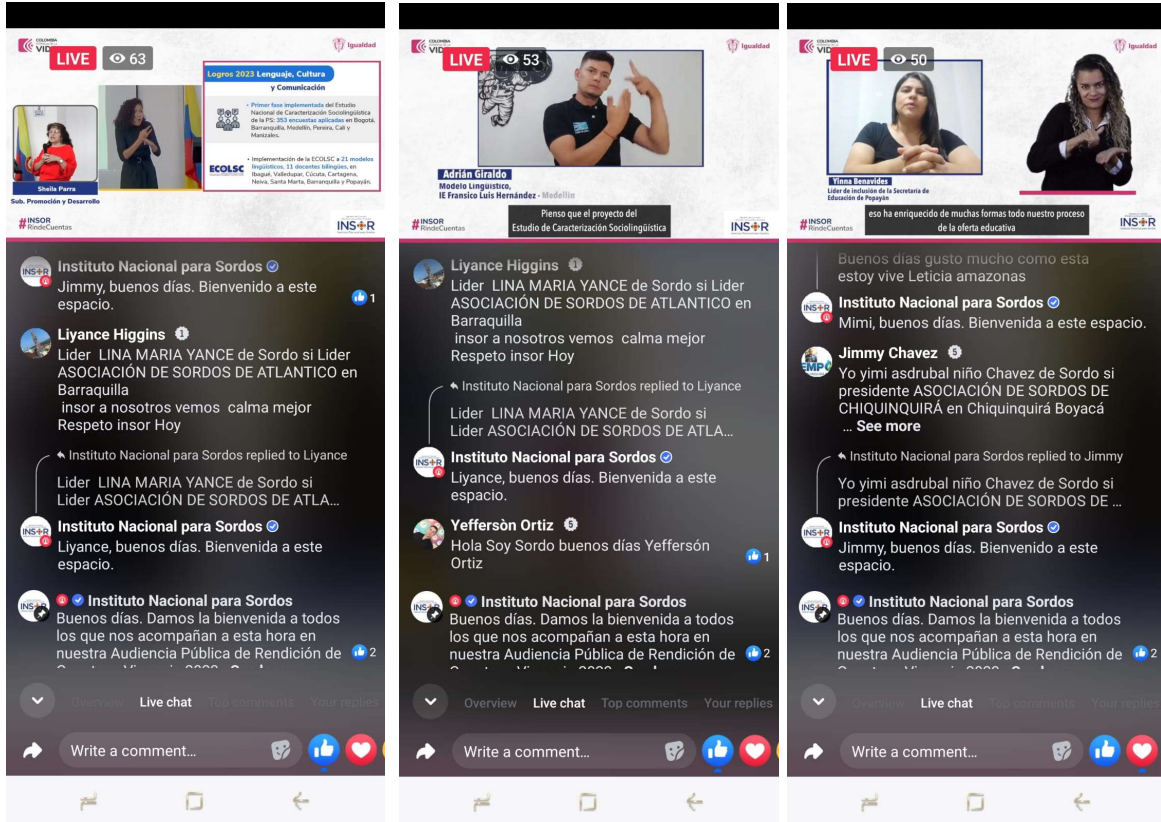 COLOMBIA
VID
LIVE
63
Igualdad
Logros 2023 Lenguaje, Cultura
y Comunicación
• Primer fase implementada del Estudio
Nacional de Caracterización Sociolingüística
de la PS: 353 encuestas aplicadas en Bogotá,
Barranquilla, Medellín, Pereira, Cali y
Manizales.
ECOLSC
• Implementación de la ECOLSC a 21 modelos
lingüísticos, 11 docentes bilingües, en
Ibagué, Valledupar, Cúcuta, Cartagena,
Neiva, Santa Marta, Barranquilla y Popayán.
Sheila Parra
Sub. Promoción y Desarrollo
#INSOR
RindeCuentas
INSOR
INSOR
Instituto Nacional para Sordos
Jimmy, buenos días. Bienvenido a este
espacio.
1
Liyance Higgins
Lider LINA MARIA YANCE de Sordo si Lider
ASOCIACIÓN DE SORDOS DE ATLANTICO en
Barraquilla
insor a nosotros vemos calma mejor
Respeto insor Hoy
Instituto Nacional para Sordos replied to Liyance
Lider LINA MARIA YANCE de Sordo si
Lider ASOCIACIÓN DE SORDOS DE ATLA...
INSOR
Instituto Nacional para Sordos
Liyance, buenos días. Bienvenida a este
espacio.
Instituto Nacional para Sordos
Buenos días. Damos la bienvenida a todos
los que nos acompañan a esta hora en
nuestra Audiencia Pública de Rendición de
2
Overview Live chat Top comments Your replies
Write a comment...
COLOMBIA
VID
LIVE
53
Igualdad
Adrián Giraldo
Modelo Lingüístico,
IE Fransico Luis Hernández - Medellín
Pienso que el proyecto del
Estudio de Caracterización Sociolingüística
#INSOR
RindeCuentas
INSOR
Liyance Higgins
Lider LINA MARIA YANCE de Sordo si Lider
ASOCIACIÓN DE SORDOS DE ATLANTICO en
Barraquilla
insor a nosotros vemos calma mejor
Respeto insor Hoy
Instituto Nacional para Sordos replied to Liyance
Lider LINA MARIA YANCE de Sordo si
Lider ASOCIACIÓN DE SORDOS DE ATLA...
INSOR
Instituto Nacional para Sordos
Liyance, buenos días. Bienvenida a este
espacio.
Yeffersòn Ortiz 5
Hola Soy Sordo buenos días Yeffersón
Ortiz
1
Instituto Nacional para Sordos
Buenos días. Damos la bienvenida a todos
los que nos acompañan a esta hora en
nuestra Audiencia Pública de Rendición de
2
Overview Live chat Top comments Your replies
Write a comment...
COLOMBIA
VID
LIVE
50
Igualdad
Yinna Benavides
Líder de inclusión de la Secretaría de
Educación de Popayán
eso ha enriquecido de muchas formas todo nuestro proceso
de la oferta educativa
#INSOR
RindeCuentas
INSOR
Buenos días gusto mucho como esta
estoy vive Leticia amazonas
INSOR
Instituto Nacional para Sordos
Mimi, buenos días. Bienvenida a este espacio.
Jimmy Chavez 5
Yo yimi asdrubal niño Chavez de Sordo si
presidente ASOCIACIÓN DE SORDOS DE
CHIQUINQUIRÁ en Chiquinquirá Boyacá
... See more
Instituto Nacional para Sordos replied to Jimmy
Yo yimi asdrubal niño Chavez de Sordo si
presidente ASOCIACIÓN DE SORDOS DE ...
INSOR
Instituto Nacional para Sordos
Jimmy, buenos días. Bienvenido a este
espacio.
Instituto Nacional para Sordos
Buenos días. Damos la bienvenida a todos
los que nos acompañan a esta hora en
nuestra Audiencia Pública de Rendición de
2
Overview Live chat Top comments Your replies
Write a comment...